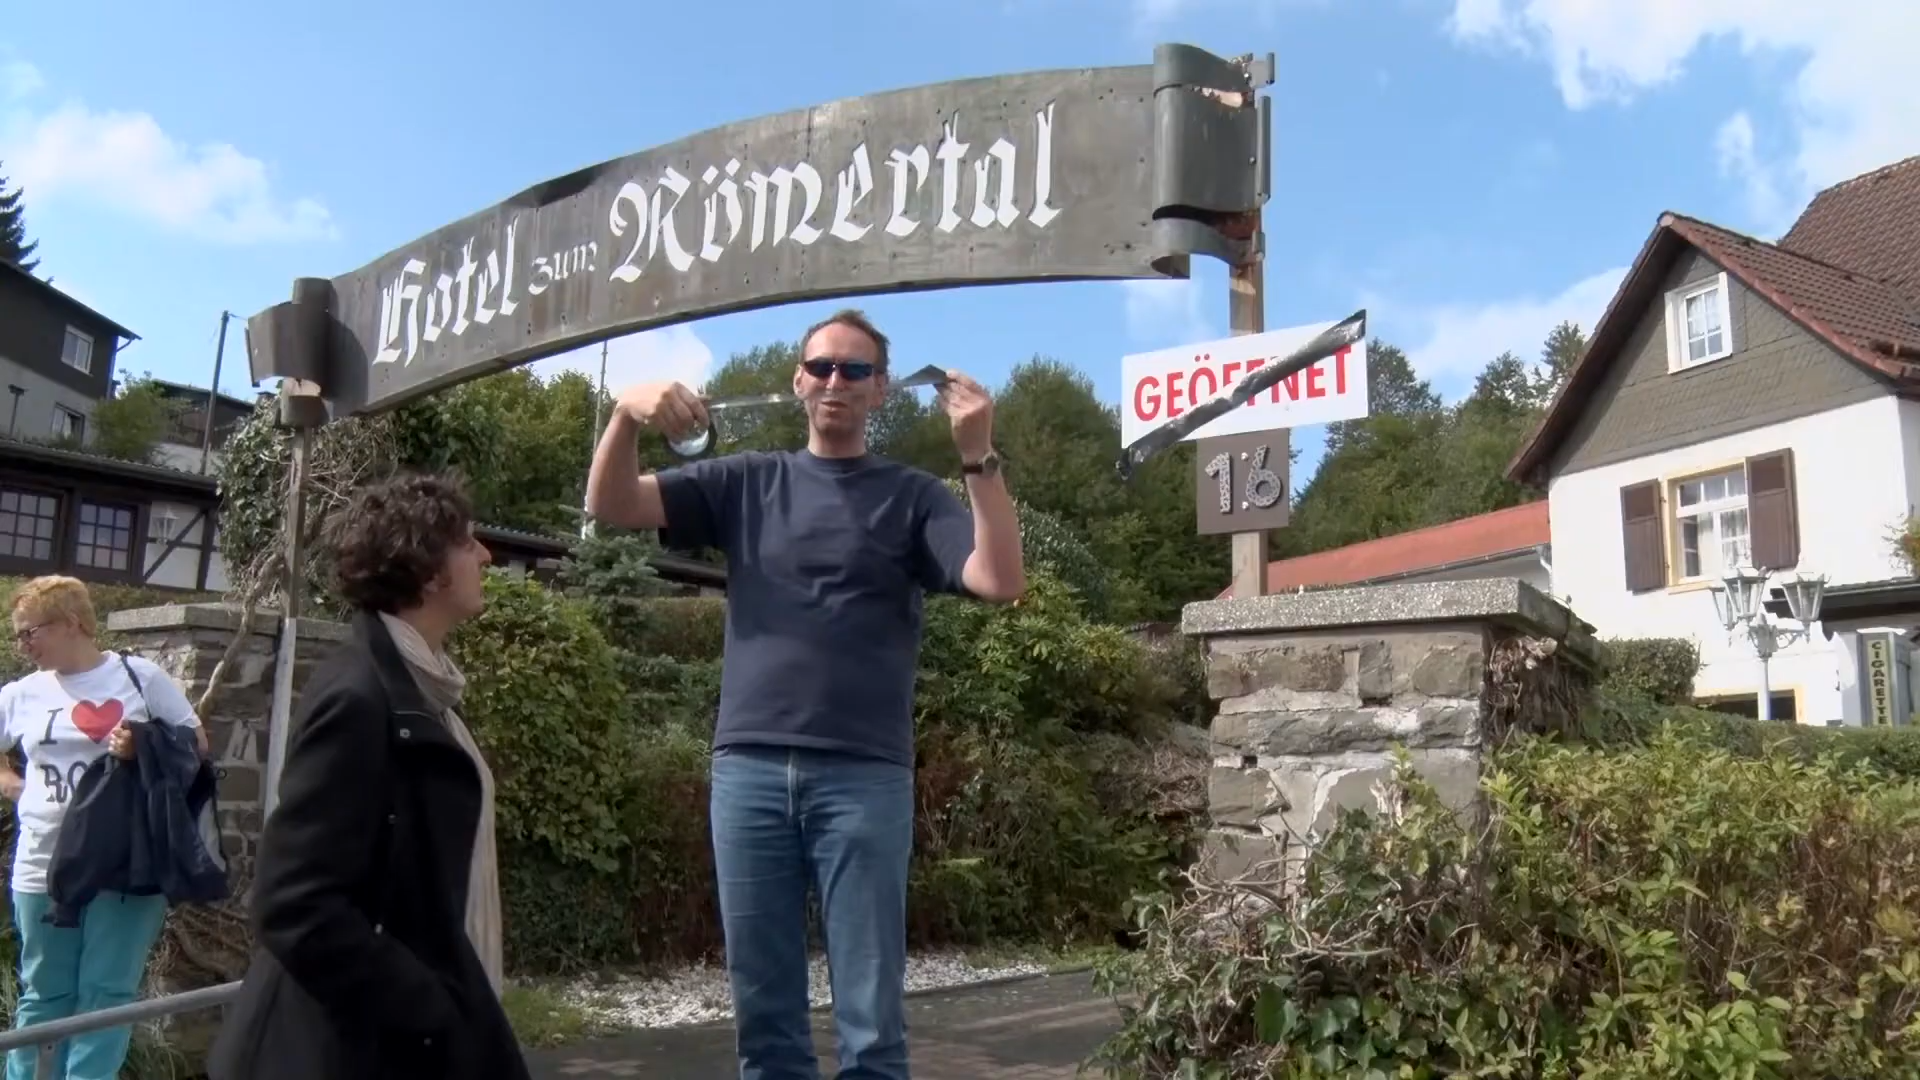 Hotel zum Römertal
GEÖFFNET
16
CIGARETTE
I ♥